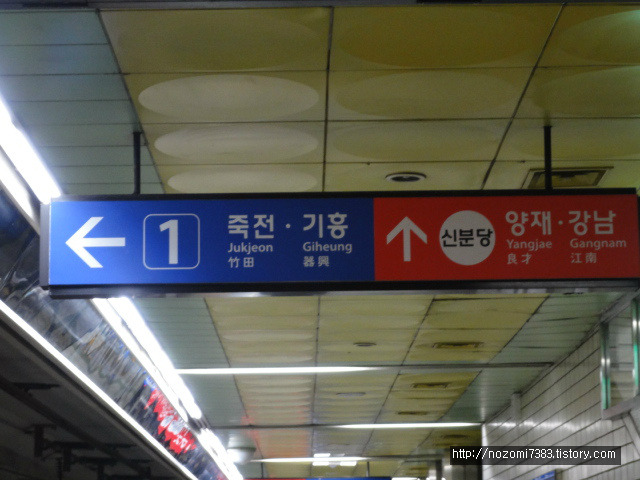 ← 1 죽전 · 기흥
Jukjeon Giheung
竹田 器興
↑ 신분당 양재 · 강남
Yangjae Gangnam
良才 江南
http://nozomi7383.tistory.com